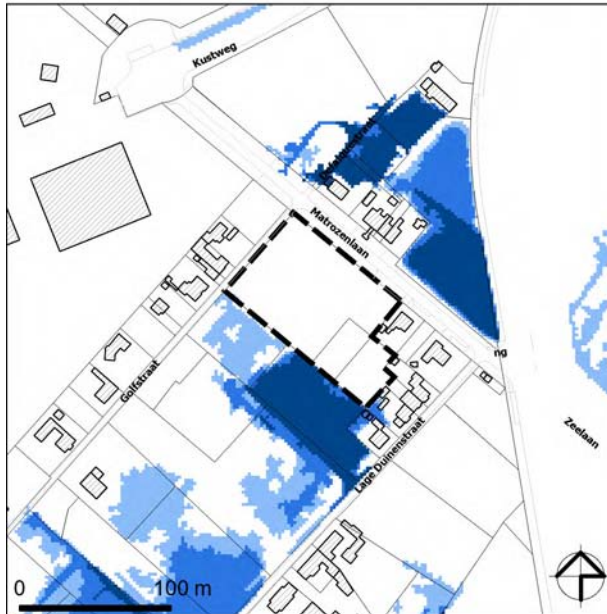 Kustweg
Matrozenlaan
ng
Golfstraat
Zeelaan
Lage Duinenstraat
0 100 m